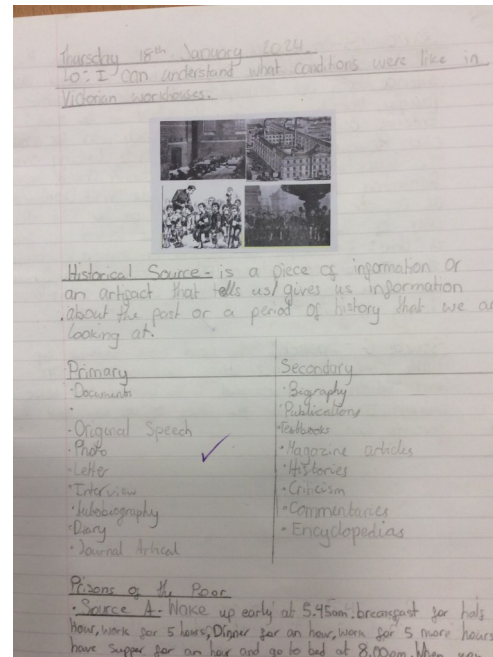 Thursday 18th January 2024.
LO: I can understand what conditions were like in
Victorian workhouses.
Historical Source - is a piece of information or
an artifact that tells us/ gives us information
about the past or a period of history that we are
looking at.
Primary
· Documents
·
· Original Speech
· Photo
· Letter
· Interview
· Autobiography
· Diary
· Journal Artical
Secondary
· Biography
· Publications
· Textbooks
· Magazine articles
· Histories
· Criticism
· Commentaries
· Encyclopedias
Prisons of the Poor
· Source A - Wake up early at 5.45am. breakfast for half
hour, work for 5 hours, Dinner for an hour, work for 5 more hours
have supper for an hour and go to bed at 8.00pm. When you